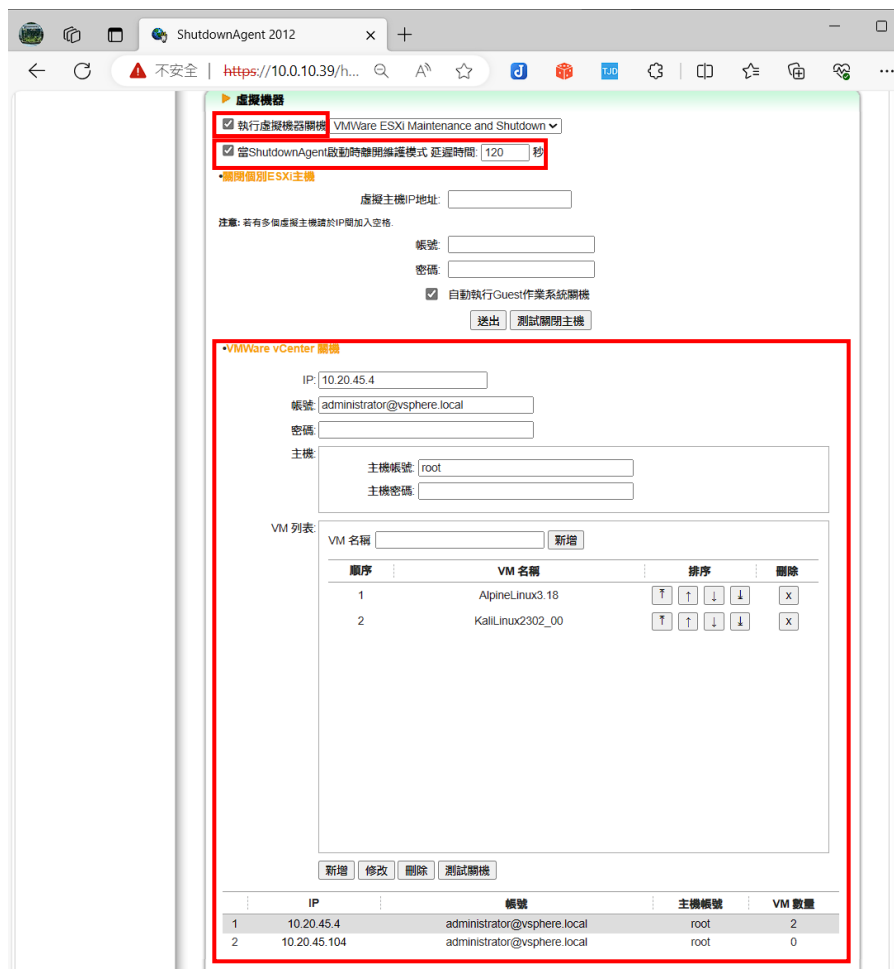 ShutdownAgent 2012
不安全 | https://10.0.10.39/h...
TJD
虛擬機器
執行虛擬機器關機 VMWare ESXi Maintenance and Shutdown
當ShutdownAgent啟動時離開維護模式 延遲時間: 120 秒
•關閉個別ESXi主機
虛擬主機IP地址:
注意: 若有多個虛擬主機請於IP間加入空格.
帳號:
密碼:
自動執行Guest作業系統關機
送出 測試關閉主機
•VMWare vCenter 關機
IP: 10.20.45.4
帳號: administrator@vsphere.local
密碼:
主機:
主機帳號: root
主機密碼:
VM 列表:
VM 名稱 新增
順序 VM 名稱 排序 刪除
1 AlpineLinux3.18 ⤒ ↑ ↓ ⤓ x
2 KaliLinux2302_00 ⤒ ↑ ↓ ⤓ x
新增 修改 刪除 測試關機
IP 帳號 主機帳號 VM 數量
1 10.20.45.4 administrator@vsphere.local root 2
2 10.20.45.104 administrator@vsphere.local root 0